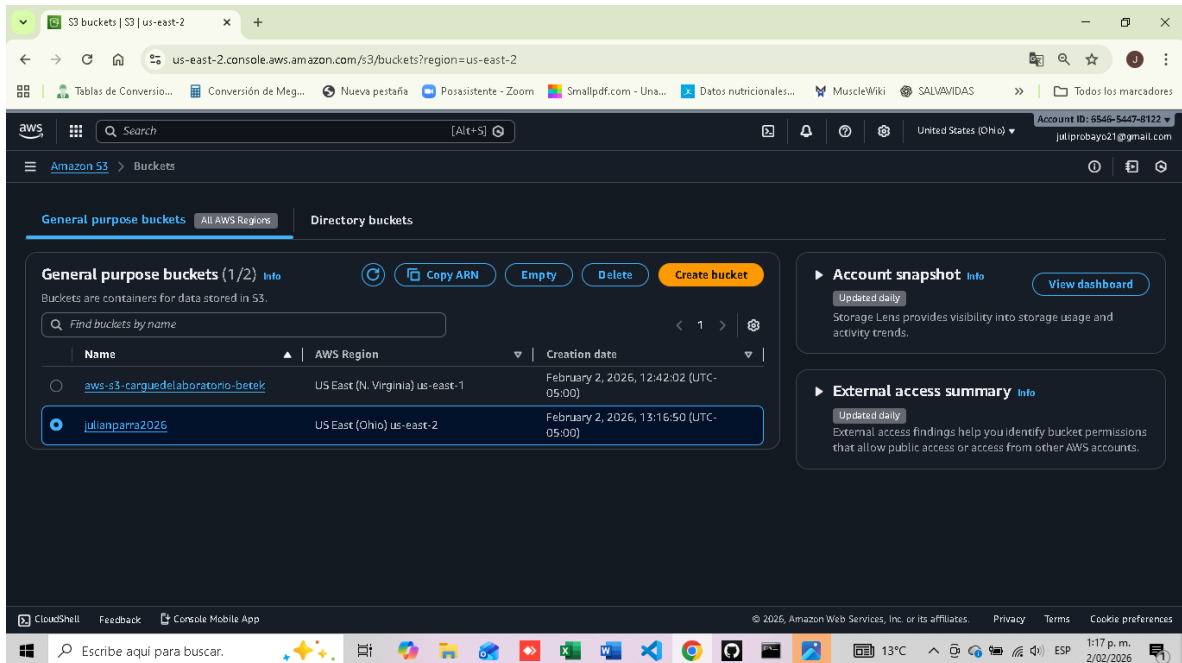 S3 buckets | S3 | us-east-2
us-east-2.console.aws.amazon.com/s3/buckets?region=us-east-2
J
Tablas de Conversio... Conversión de Meg... Nueva pestaña Posasistente - Zoom Smallpdf.com - Una... Datos nutricionales... MuscleWiki SALVAVIDAS » Todos los marcadores
aws Search [Alt+S] United States (Ohio) Account ID: 6546-5447-8122
juliprobayo21@gmail.com
Amazon S3 > Buckets
General purpose buckets All AWS Regions Directory buckets
General purpose buckets (1/2) Info Copy ARN Empty Delete Create bucket
Buckets are containers for data stored in S3.
Find buckets by name 1
Name AWS Region Creation date
aws-s3-carguedelaboratorio-betek US East (N. Virginia) us-east-1 February 2, 2026, 12:42:02 (UTC-
05:00)
julianparra2026 US East (Ohio) us-east-2 February 2, 2026, 13:16:50 (UTC-
05:00)
Account snapshot Info View dashboard
Updated daily
Storage Lens provides visibility into storage usage and
activity trends.
External access summary Info
Updated daily
External access findings help you identify bucket permissions
that allow public access or access from other AWS accounts.
CloudShell Feedback Console Mobile App © 2026, Amazon Web Services, Inc. or its affiliates. Privacy Terms Cookie preferences
Escribe aquí para buscar. 13°C ESP 1:17 p. m.
2/02/2026